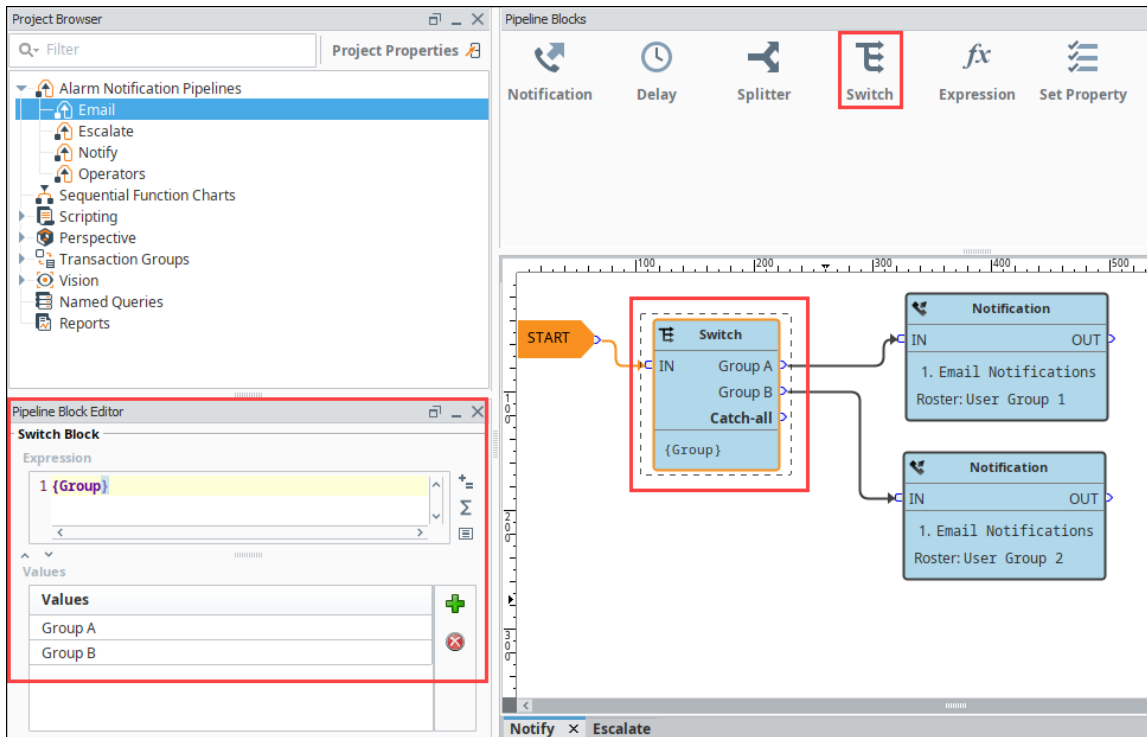 Project Browser
Filter
Project Properties
Alarm Notification Pipelines
Email
Escalate
Notify
Operators
Sequential Function Charts
Scripting
Perspective
Transaction Groups
Vision
Named Queries
Reports
Pipeline Block Editor
Switch Block
Expression
1 {Group}
Values
Values
Group A
Group B
Pipeline Blocks
Notification Delay Splitter Switch Expression Set Property
fx
100 200 300 400 500
100
200
300
START
Switch
IN Group A
Group B
Catch-all
{Group}
Notification
IN OUT
1. Email Notifications
Roster: User Group 1
Notification
IN OUT
1. Email Notifications
Roster: User Group 2
Notify × Escalate